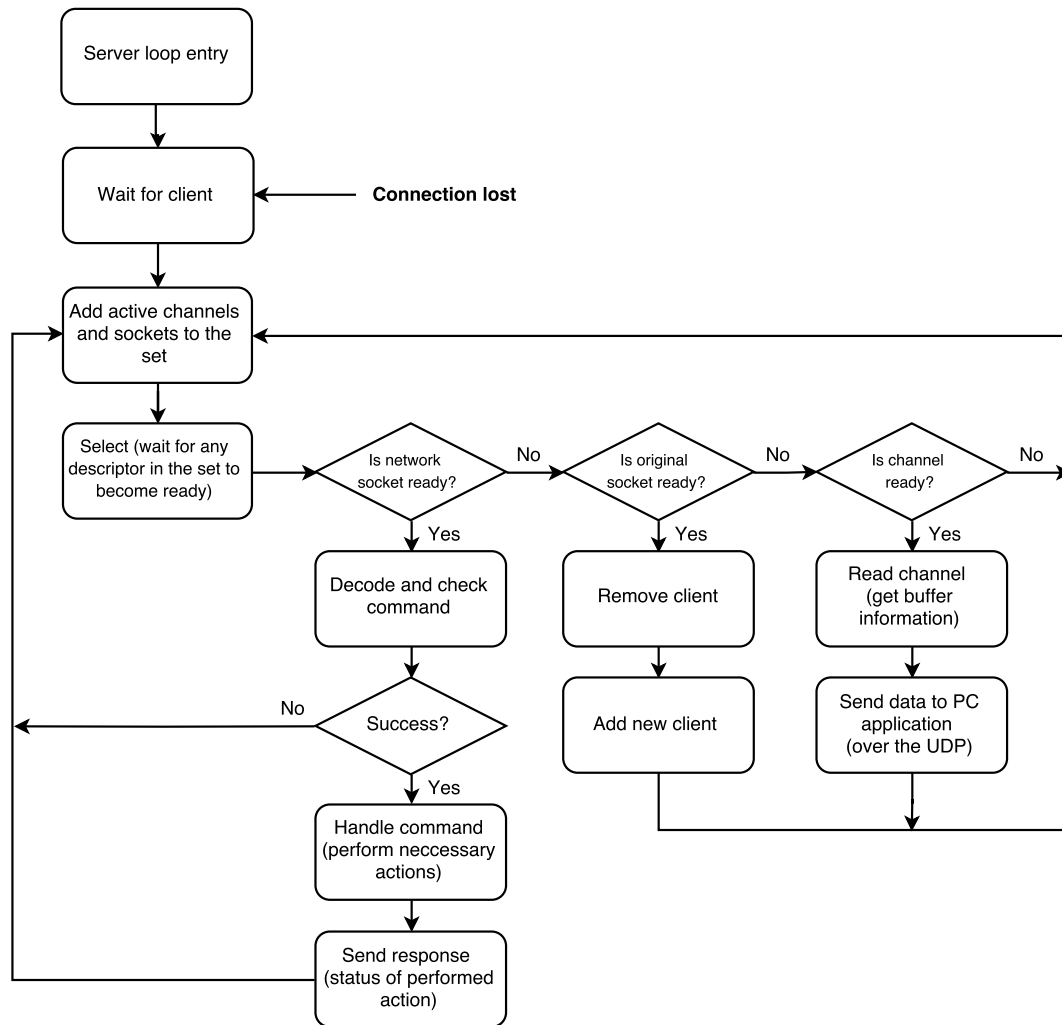 Server loop entry
Wait for client
Connection lost
Add active channels
and sockets to the
set
Select (wait for any
descriptor in the set to
become ready)
Is network
socket ready?
No
Is original
socket ready?
No
Is channel
ready?
No
Yes
Yes
Yes
Decode and check
command
Remove client
Read channel
(get buffer
information)
No
Success?
Add new client
Send data to PC
application
(over the UDP)
Yes
Handle command
(perform neccessary
actions)
Send response
(status of performed
action)